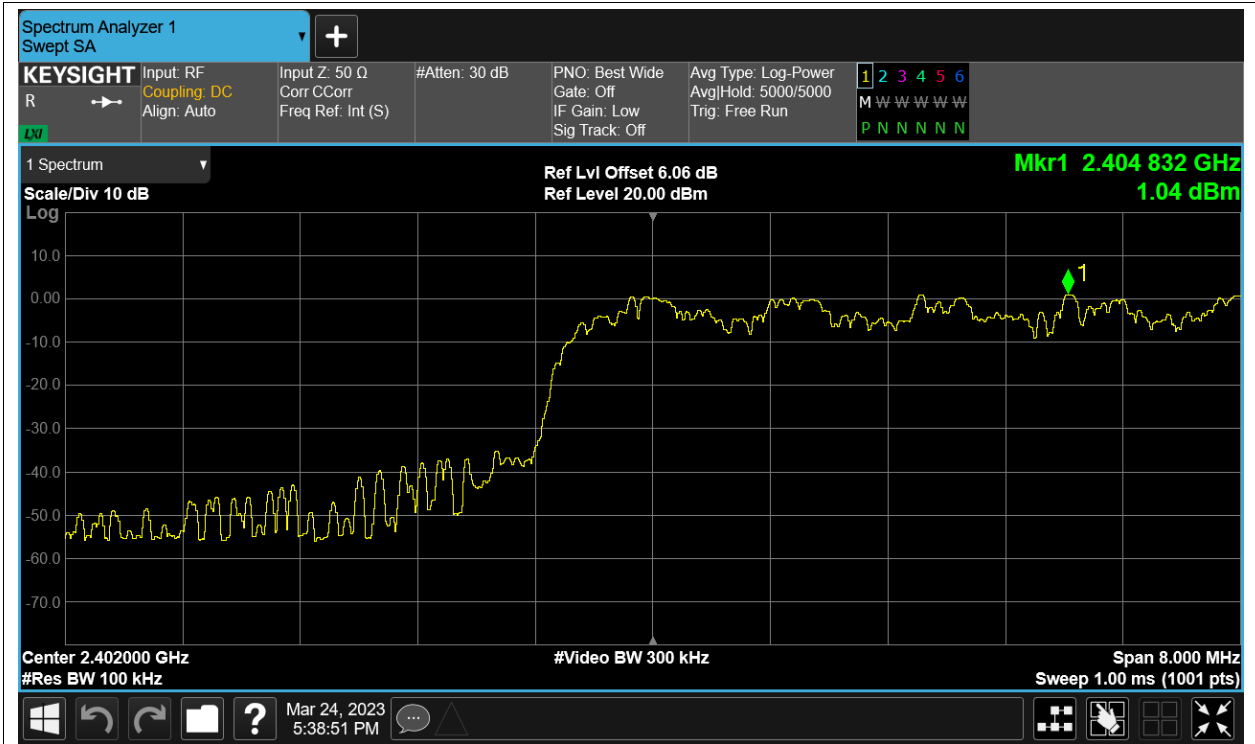 Spectrum Analyzer 1
Swept SA
KEYSIGHT
R
LXI
Input: RF
Coupling: DC
Align: Auto
Input Z: 50 Ω
Corr CCorr
Freq Ref: Int (S)
#Atten: 30 dB
PNO: Best Wide
Gate: Off
IF Gain: Low
Sig Track: Off
Avg Type: Log-Power
Avg|Hold: 5000/5000
Trig: Free Run
1 2 3 4 5 6
M W W W W W
P N N N N N
1 Spectrum
Scale/Div 10 dB
Log
Ref Lvl Offset 6.06 dB
Ref Level 20.00 dBm
Mkr1 2.404 832 GHz
1.04 dBm
10.0
0.00
-10.0
-20.0
-30.0
-40.0
-50.0
-60.0
-70.0
1
Center 2.402000 GHz
#Video BW 300 kHz
Span 8.000 MHz
#Res BW 100 kHz
Sweep 1.00 ms (1001 pts)
?
Mar 24, 2023
5:38:51 PM